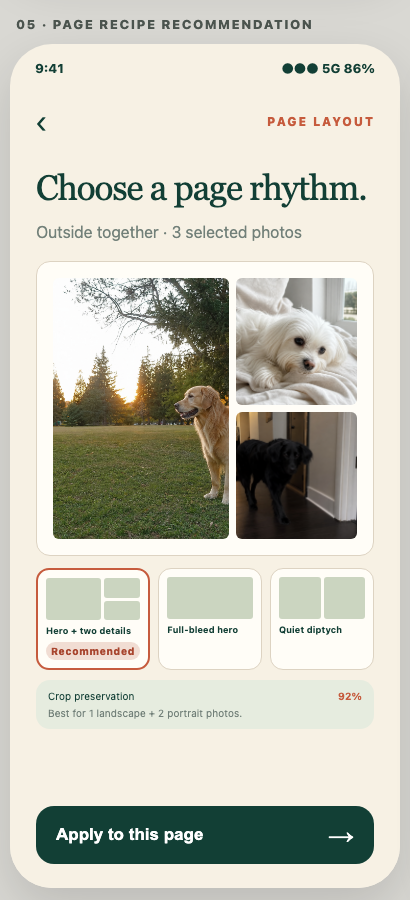 05 · PAGE RECIPE RECOMMENDATION
9:41
5G 86%
PAGE LAYOUT
Choose a page rhythm.
Outside together · 3 selected photos
Hero + two details
Recommended
Full-bleed hero
Quiet diptych
Crop preservation
92%
Best for 1 landscape + 2 portrait photos.
Apply to this page →